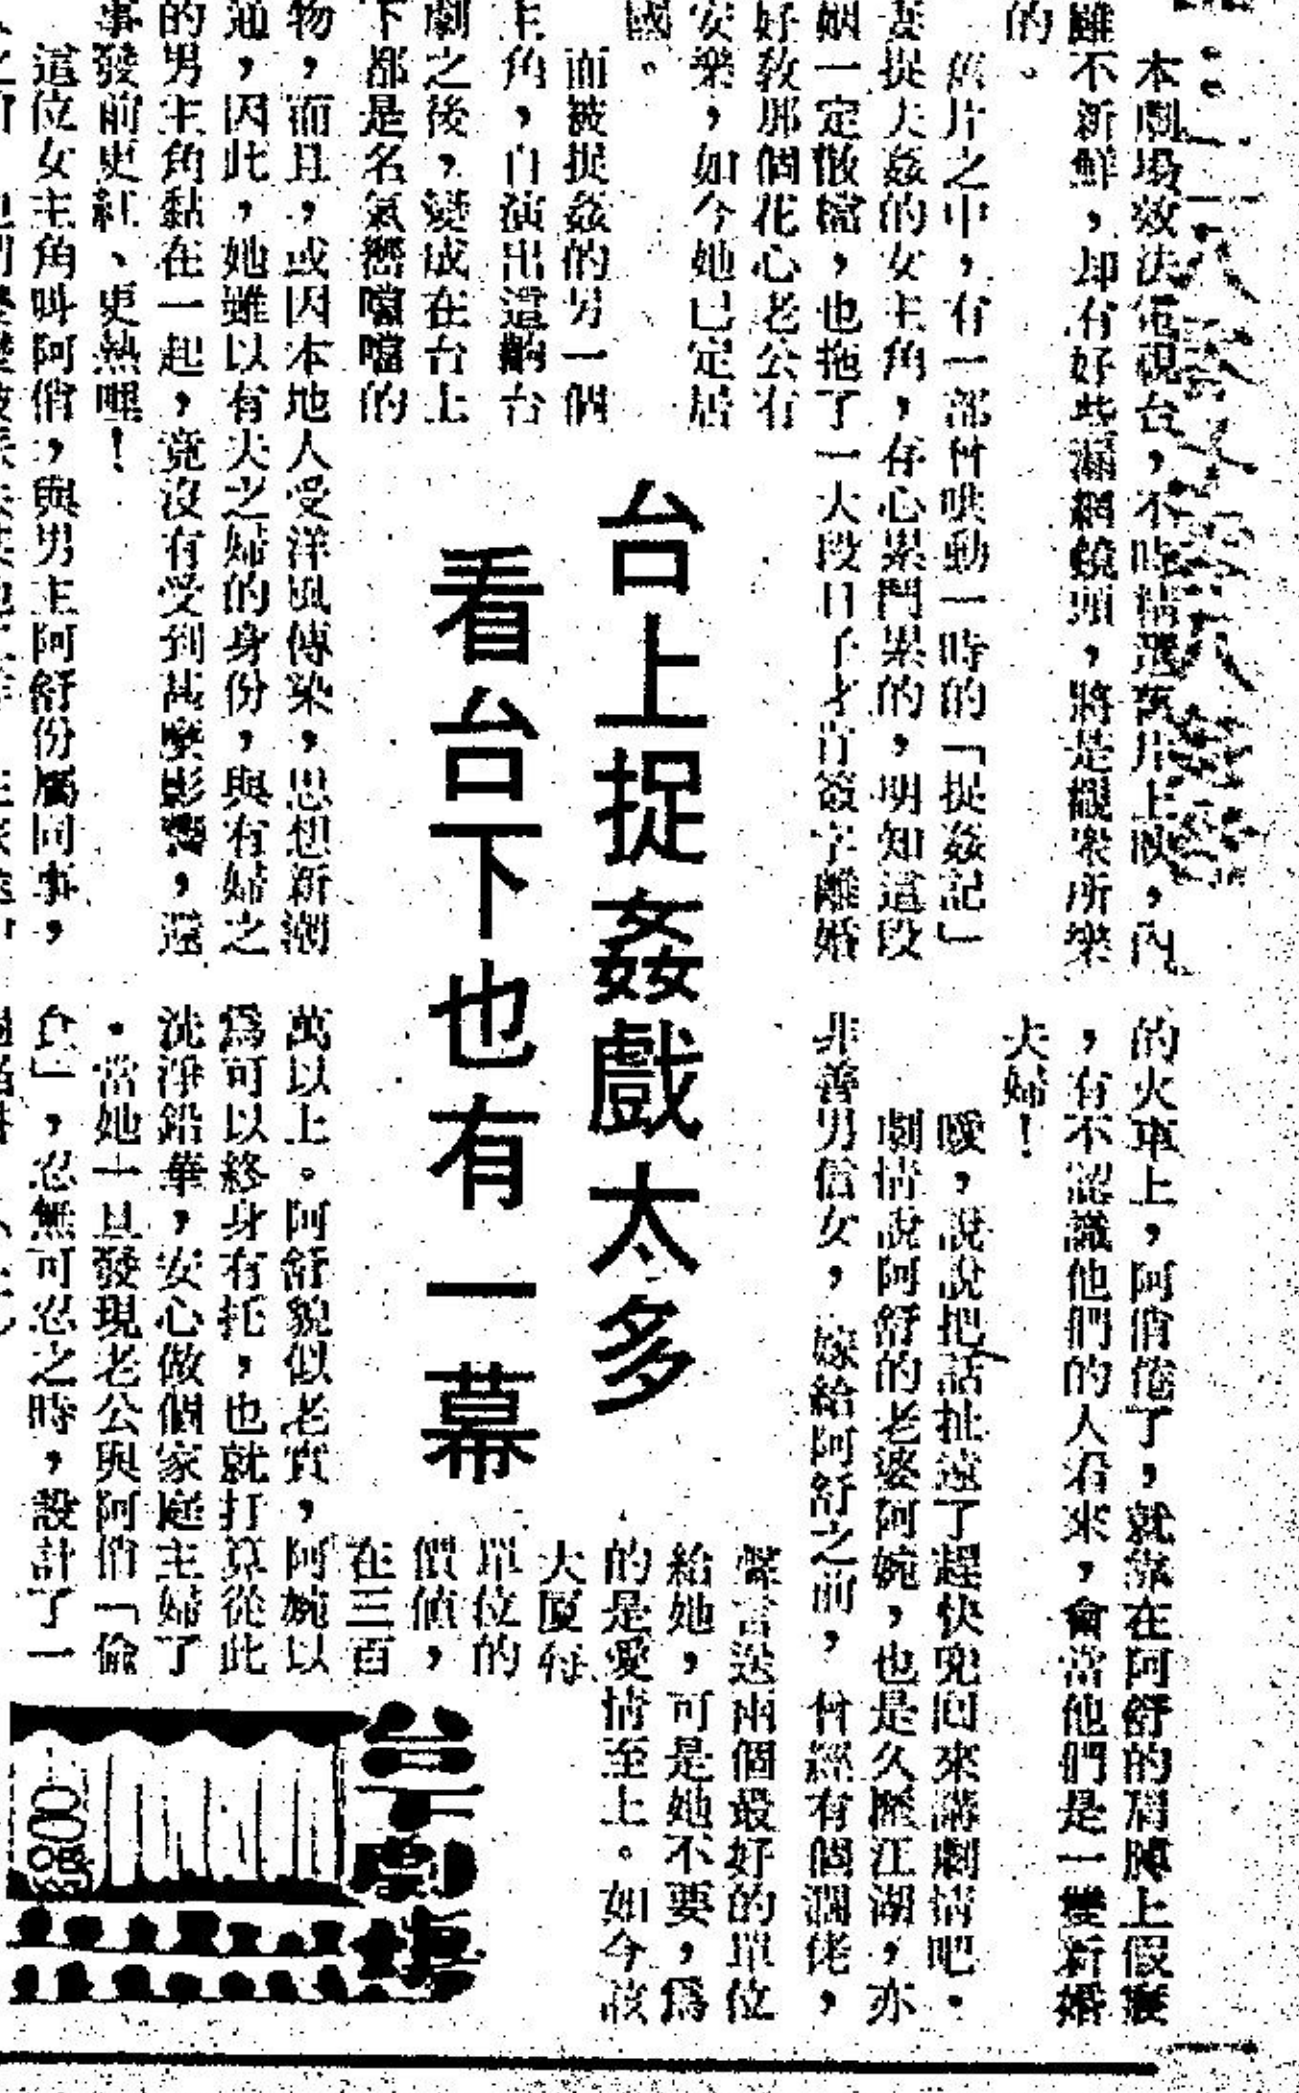 台上捉姦戲太多
看台下也有一幕
本劇場效法電視台，不時精選舊片上映，內
雖不新鮮，却有好些漏網鏡頭，將是觀衆所樂
的。
舊片之中，有一部曾哄動一時的「捉姦記」
妻捉夫姦的女主角，存心累鬥累的，明知這段
姻一定散檔，也拖了一大段日子才肯簽字離婚
好教那個花心老公冇
安樂，如今她已定居
國。
而被捉姦的另一個
主角，自演出這齣台
劇之後，變成在台上
下都是名氣嚮噹噹的
物，而且，或因本地人受洋風傳染，思想新潮
通，因此，她雖以有夫之婦的身份，與有婦之
的男主角黏在一起，竟沒有受到甚麽影響，還
事發前更紅、更熱哩！
這位女主角叫阿俏，與男主阿舒份屬同事，
的火車上，阿俏倦了，就靠在阿舒的肩膊上假寐
，有不認識他們的人看來，會當他們是一雙新婚
夫婦！
噯，說說把話扯遠了趕快兜回來講劇情吧．
劇情說阿舒的老婆阿婉，也是久歷江湖，亦
非善男信女，嫁給阿舒之前，曾經有個濶佬，
聲言送兩個最好的單位
給她，可是她不要，爲
的是愛情至上。如今該
大厦每
單位的
價值，
在三百
萬以上。阿舒貌似老實，阿婉以
爲可以終身有托，也就打算從此
洗淨鉛華，安心做個家庭主婦了
．當她一旦發現老公與阿俏「偸
食」，忍無可忍之時，設計了一
台下劇場